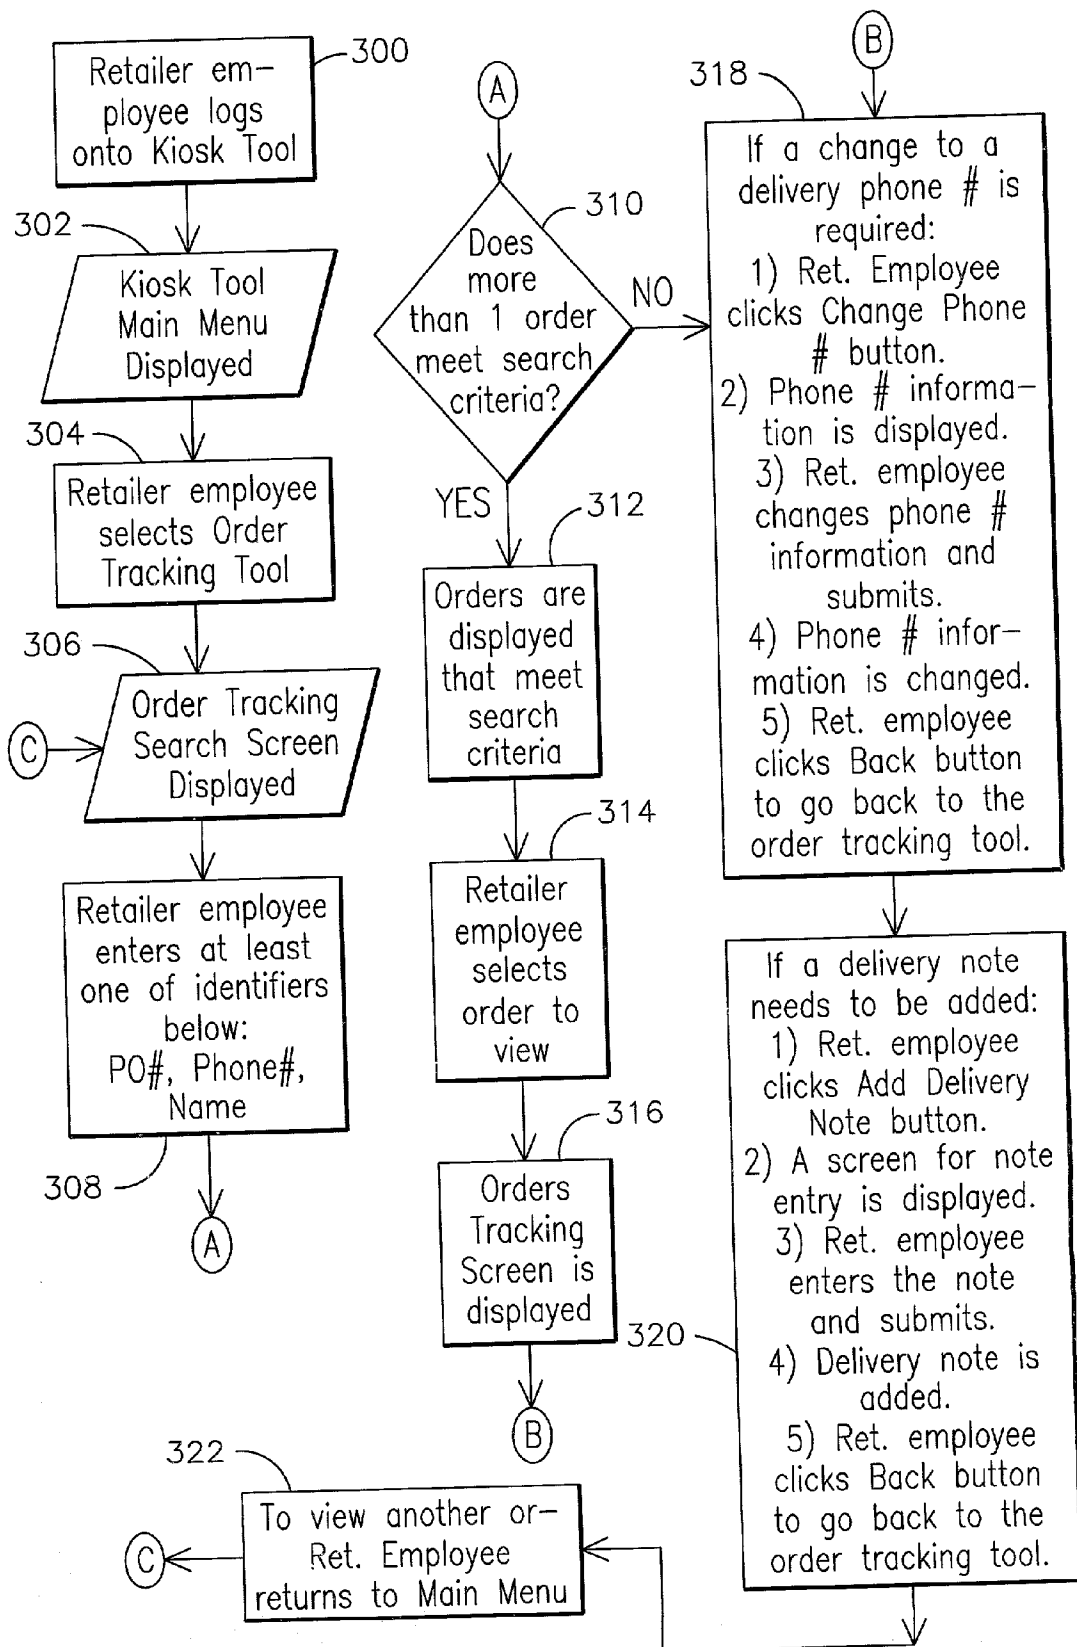 300
Retailer em-
ployee logs
onto Kiosk Tool
302
Kiosk Tool
Main Menu
Displayed
304
Retailer employee
selects Order
Tracking Tool
306
C
Order Tracking
Search Screen
Displayed
Retailer employee
enters at least
one of identifiers
below:
PO#, Phone#,
Name
308
A
A
310
Does
more
than 1 order
meet search
criteria?
NO
YES
312
Orders are
displayed
that meet
search
criteria
314
Retailer
employee
selects
order to
view
316
Orders
Tracking
Screen is
displayed
B
B
318
If a change to a
delivery phone # is
required:
1) Ret. Employee
clicks Change Phone
# button.
2) Phone # informa-
tion is displayed.
3) Ret. employee
changes phone #
information and
submits.
4) Phone # infor-
mation is changed.
5) Ret. employee
clicks Back button
to go back to the
order tracking tool.
If a delivery note
needs to be added:
1) Ret. employee
clicks Add Delivery
Note button.
2) A screen for note
entry is displayed.
3) Ret. employee
enters the note
and submits.
320
4) Delivery note is
added.
5) Ret. employee
clicks Back button
to go back to the
order tracking tool.
322
To view another or-
Ret. Employee
returns to Main Menu
C